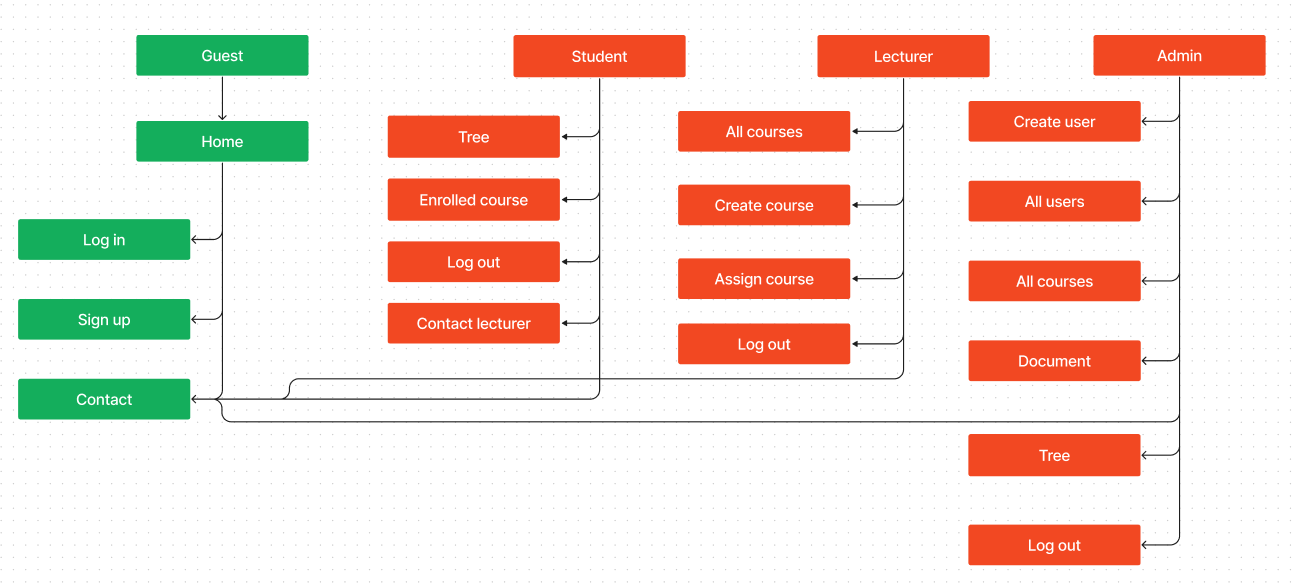 Guest
Home
Log in
Sign up
Contact
Student
Tree
Enrolled course
Log out
Contact lecturer
Lecturer
All courses
Create course
Assign course
Log out
Admin
Create user
All users
All courses
Document
Tree
Log out